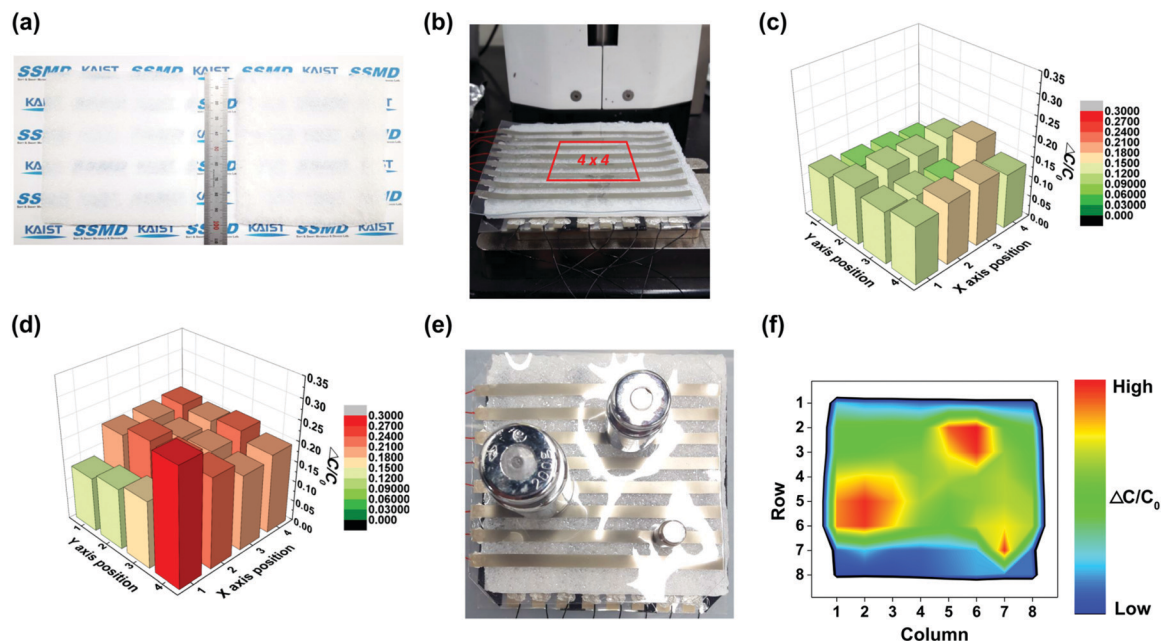 (a)
SSMD KAIST SSMD KAIST SSMD
KAIST
KAIST SSMD KAIST SSMD KAIST SSMD
(b)
4 x 4
(c)
0.35
0.30
0.25
0.20
0.15
0.10
0.05
0.00
△C/C0
1
2
3
4
Y axis position
1
2
3
4
X axis position
0.3000
0.2700
0.2400
0.2100
0.1800
0.1500
0.1200
0.09000
0.06000
0.03000
0.000
(d)
0.35
0.30
0.25
0.20
0.15
0.10
0.05
0.00
△C/C0
1
2
3
4
Y axis position
1
2
3
4
X axis position
0.3000
0.2700
0.2400
0.2100
0.1800
0.1500
0.1200
0.09000
0.06000
0.03000
0.000
(e)
200g
(f)
1
2
3
4
5
6
7
8
Row
1 2 3 4 5 6 7 8
Column
High
△C/C0
Low